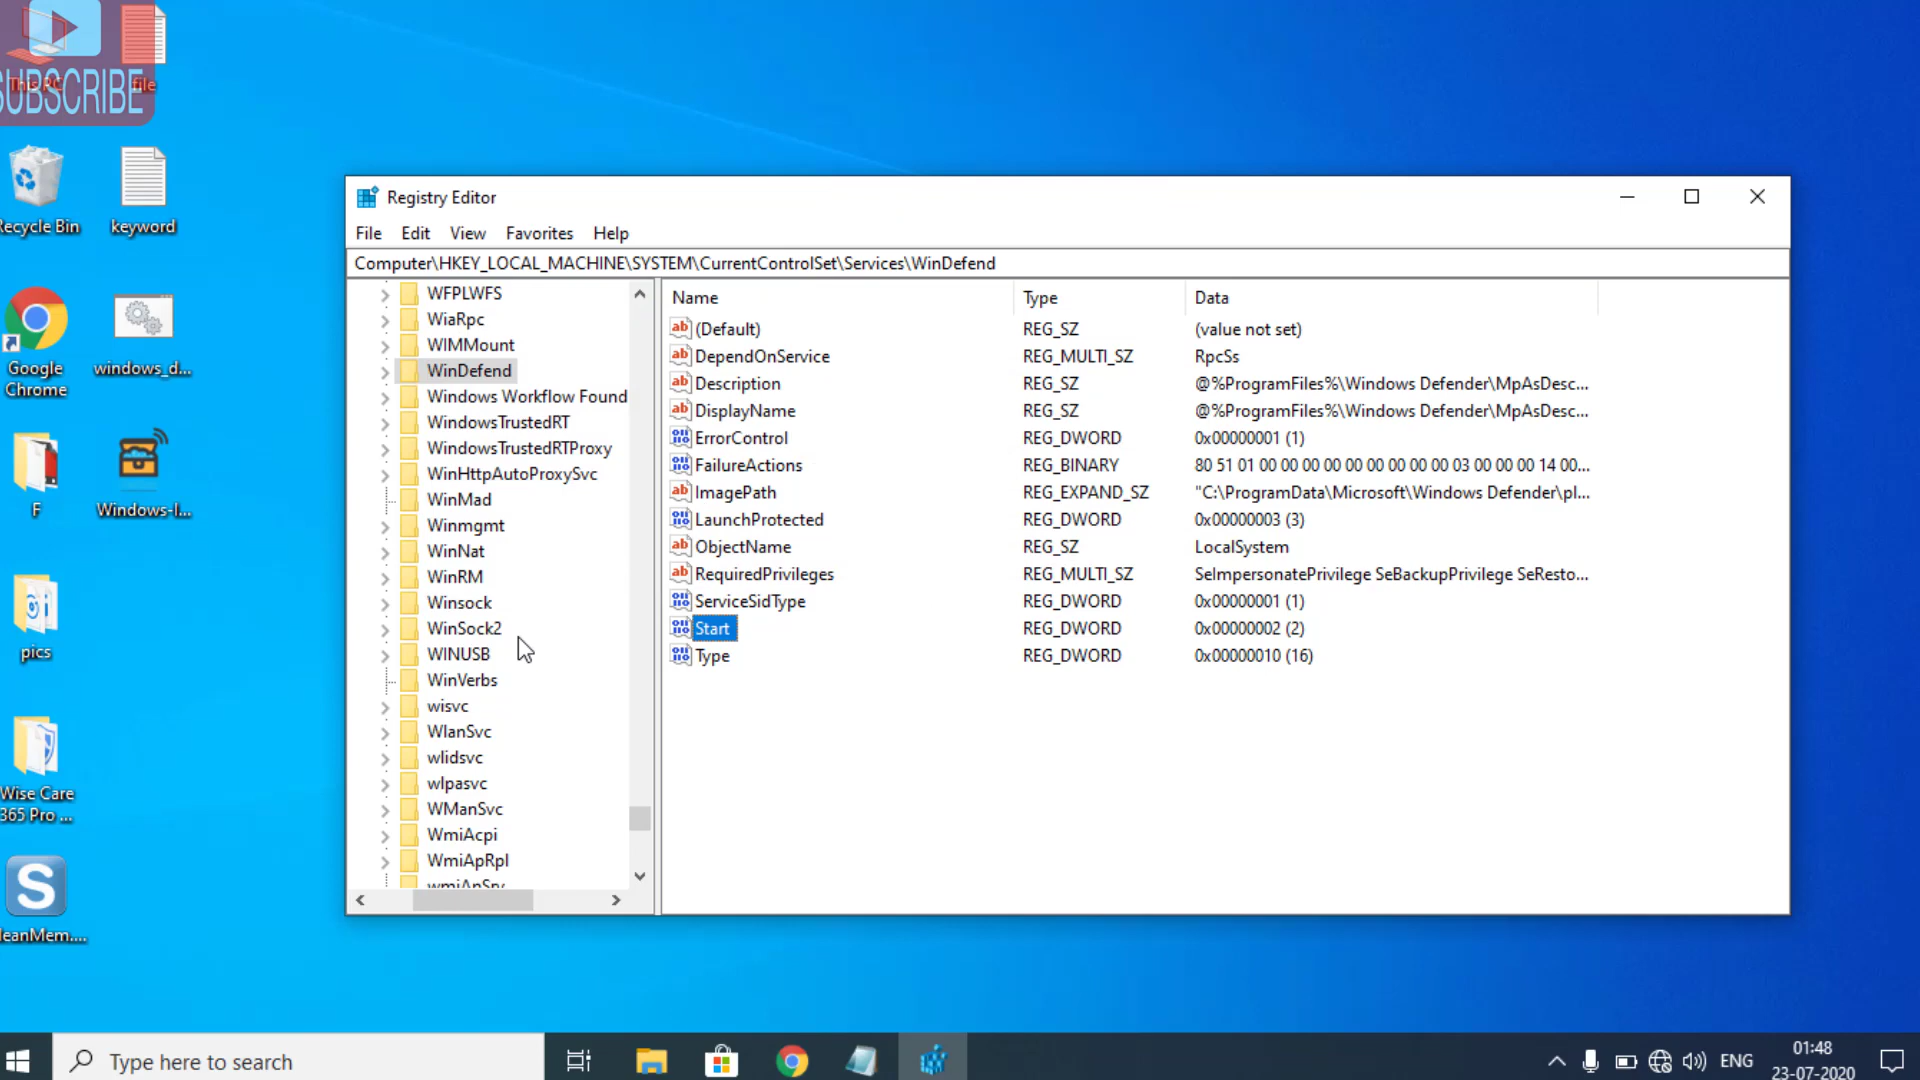 This PC
file
SUBSCRIBE
Recycle Bin
keyword
Google
Chrome
windows_d...
F
Windows-I...
pics
Wise Care
365 Pro ...
leanMem....
Registry Editor
File Edit View Favorites Help
Computer\HKEY_LOCAL_MACHINE\SYSTEM\CurrentControlSet\Services\WinDefend
WFPLWFS
WiaRpc
WIMMount
WinDefend
Windows Workflow Found
WindowsTrustedRT
WindowsTrustedRTProxy
WinHttpAutoProxySvc
WinMad
Winmgmt
WinNat
WinRM
Winsock
WinSock2
WINUSB
WinVerbs
wisvc
WlanSvc
wlidsvc
wlpasvc
WManSvc
WmiAcpi
WmiApRpl
wmiApSrv
Name Type Data
(Default) REG_SZ (value not set)
DependOnService REG_MULTI_SZ RpcSs
Description REG_SZ @%ProgramFiles%\Windows Defender\MpAsDesc...
DisplayName REG_SZ @%ProgramFiles%\Windows Defender\MpAsDesc...
ErrorControl REG_DWORD 0x00000001 (1)
FailureActions REG_BINARY 80 51 01 00 00 00 00 00 00 00 00 00 03 00 00 00 14 00...
ImagePath REG_EXPAND_SZ "C:\ProgramData\Microsoft\Windows Defender\pl...
LaunchProtected REG_DWORD 0x00000003 (3)
ObjectName REG_SZ LocalSystem
RequiredPrivileges REG_MULTI_SZ SeImpersonatePrivilege SeBackupPrivilege SeResto...
ServiceSidType REG_DWORD 0x00000001 (1)
Start REG_DWORD 0x00000002 (2)
Type REG_DWORD 0x00000010 (16)
Type here to search
ENG
01:48
23-07-2020